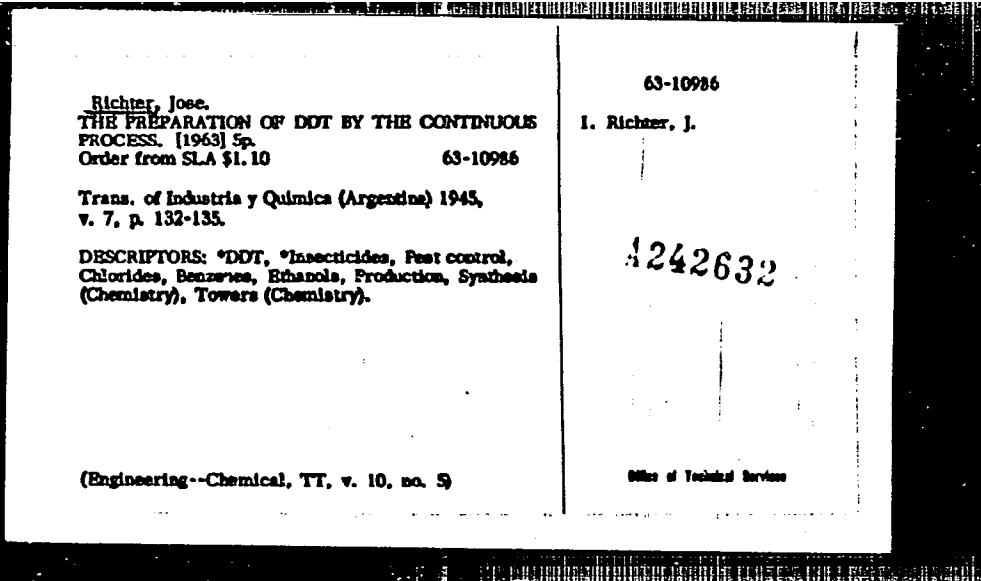 Richter, Jose.
THE PREPARATION OF DDT BY THE CONTINUOUS
PROCESS. [1963] 5p.
Order from SLA $1.10 63-10986
Trans. of Industria y Quimica (Argentina) 1945,
v. 7, p. 132-135.
DESCRIPTORS: *DDT, *Insecticides, Pest control,
Chlorides, Benzenes, Ethanols, Production, Synthesis
(Chemistry), Towers (Chemistry).
(Engineering--Chemical, TT, v. 10, no. 5)
63-10986
I. Richter, J.
A242632
Office of Technical Services